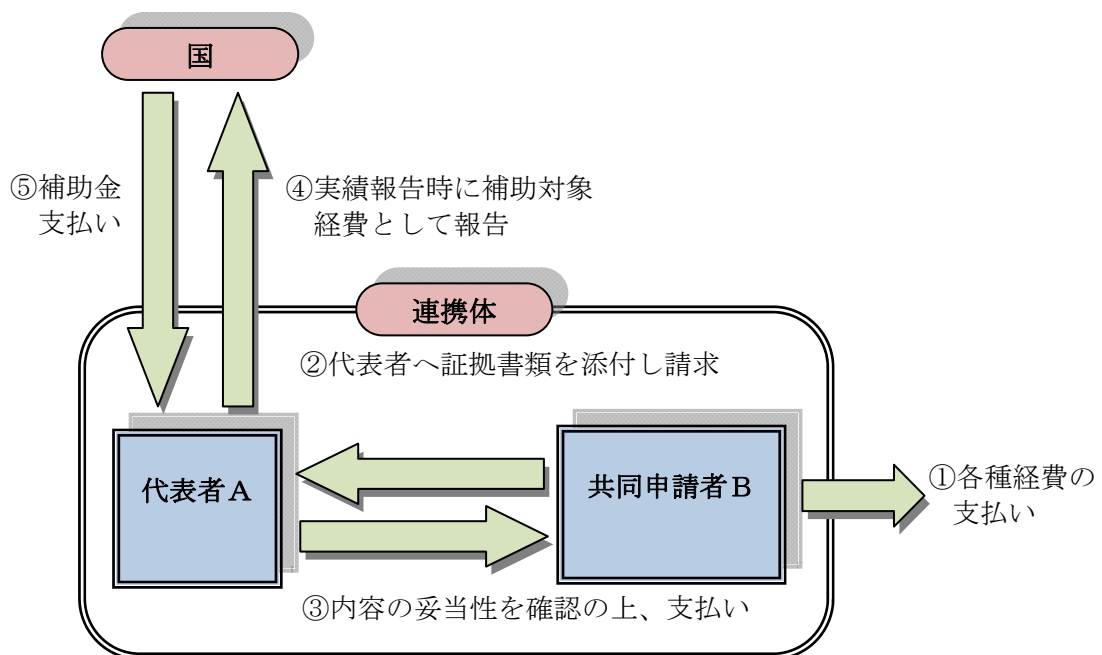 国
⑤補助金
支払い
④実績報告時に補助対象
経費として報告
連携体
②代表者へ証拠書類を添付し請求
代表者A
共同申請者B
①各種経費の
支払い
③内容の妥当性を確認の上、支払い